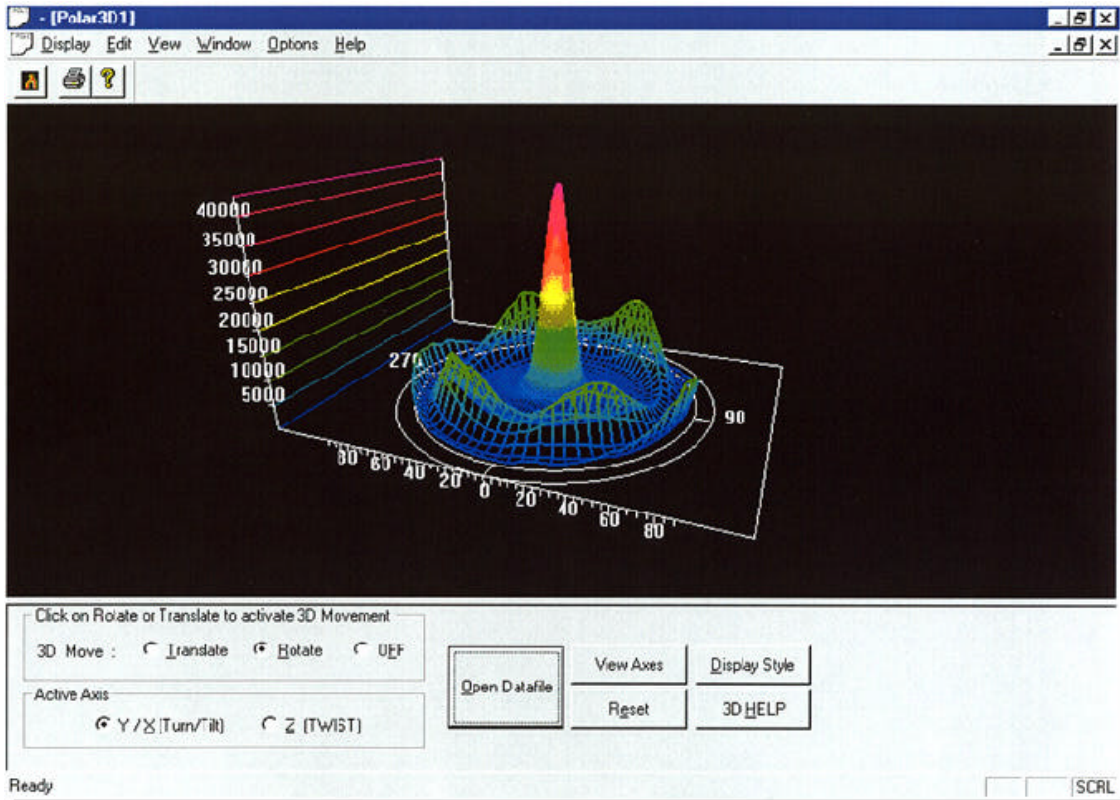 - [Polar3D1]
Display Edit View Window Options Help
40000
35000
30000
25000
20000
15000
10000
5000
270
90
80 60 40 20 0 20 40 60 80
Click on Rotate or Translate to activate 3D Movement
3D Move : Translate Rotate OFF
Active Axis
Y / X (Turn/Tilt) Z (TWIST)
Open Datafile
View Axes
Display Style
Reset
3D HELP
Ready
SCRL